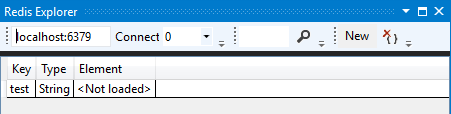 Redis Explorer
localhost:6379 Connect 0 New
Key Type Element
test String <Not loaded>